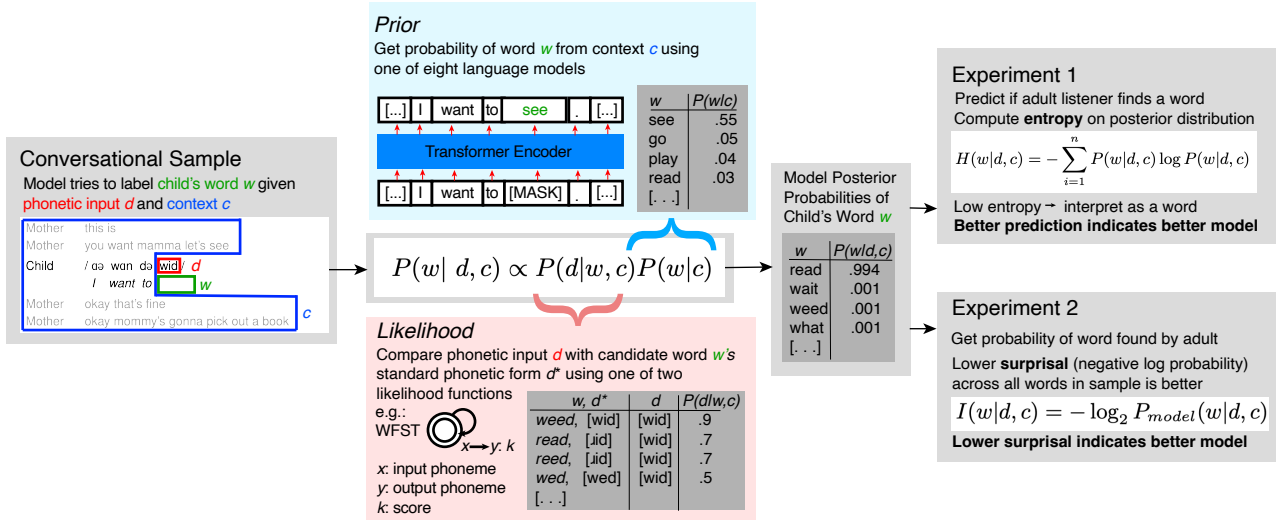 Conversational Sample
Model tries to label child's word w given
phonetic input d and context c
Mother this is
Mother you want mamma let's see
Child / ɑə wɑn də wid / d
I want to w
Mother okay that's fine
Mother okay mommy's gonna pick out a book c
Prior
Get probability of word w from context c using
one of eight language models
[...] I want to see . [...]
Transformer Encoder
[...] I want to [MASK] . [...]
w P(w|c)
see .55
go .05
play .04
read .03
[. . .]
P(w| d, c) ∝ P(d|w, c)P(w|c)
Likelihood
Compare phonetic input d with candidate word w's
standard phonetic form d* using one of two
likelihood functions
e.g.:
WFST
x→y: k
x: input phoneme
y: output phoneme
k: score
w, d* d P(d|w,c)
weed, [wid] [wid] .9
read, [ɹid] [wid] .7
reed, [ɹid] [wid] .7
wed, [wed] [wid] .5
[. . .]
Model Posterior
Probabilities of
Child's Word w
w P(w|d,c)
read .994
wait .001
weed .001
what .001
[. . .]
Experiment 1
Predict if adult listener finds a word
Compute entropy on posterior distribution
H(w|d, c) = − ∑ᵢ₌₁ⁿ P(w|d, c) log P(w|d, c)
Low entropy → interpret as a word
Better prediction indicates better model
Experiment 2
Get probability of word found by adult
Lower surprisal (negative log probability)
across all words in sample is better
I(w|d, c) = − log₂ Pmodel(w|d, c)
Lower surprisal indicates better model